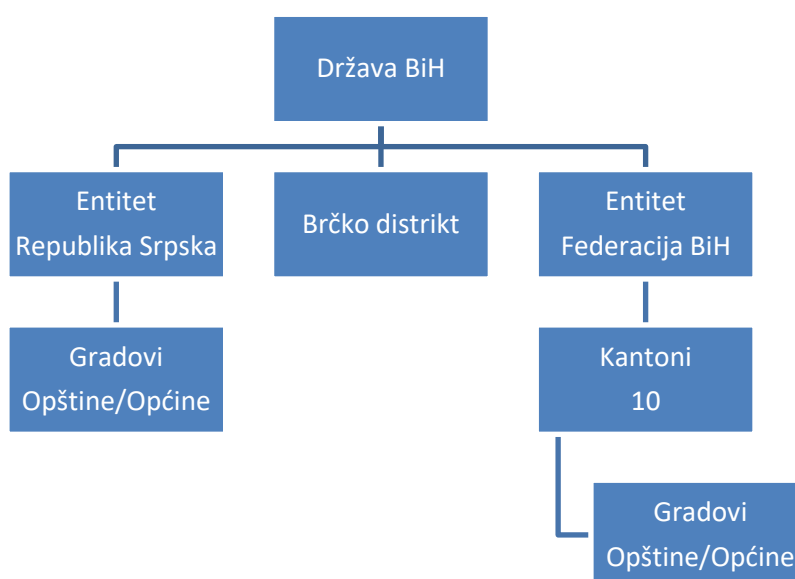 Država BiH
Entitet
Republika Srpska
Brčko distrikt
Entitet
Federacija BiH
Gradovi
Opštine/Općine
Kantoni
10
Gradovi
Opštine/Općine